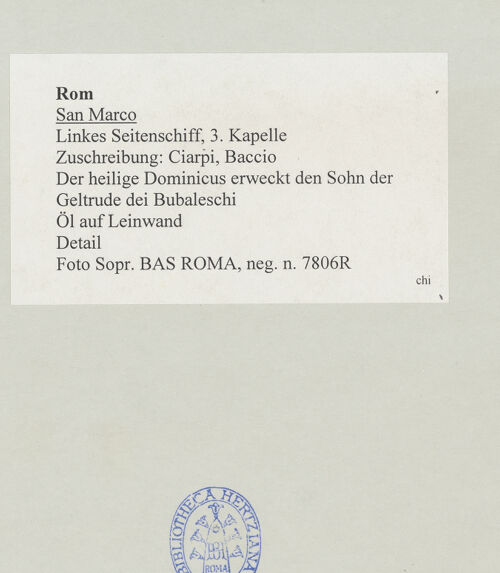 Rom
San Marco
Linkes Seitenschiff, 3. Kapelle
Zuschreibung: Ciarpi, Baccio
Der heilige Dominicus erweckt den Sohn der
Geltrude dei Bubaleschi
Öl auf Leinwand
Detail
Foto Sopr. BAS ROMA, neg. n. 7806R
chi
BIBLIOTHECA HERTZIANA
BH
ROMA